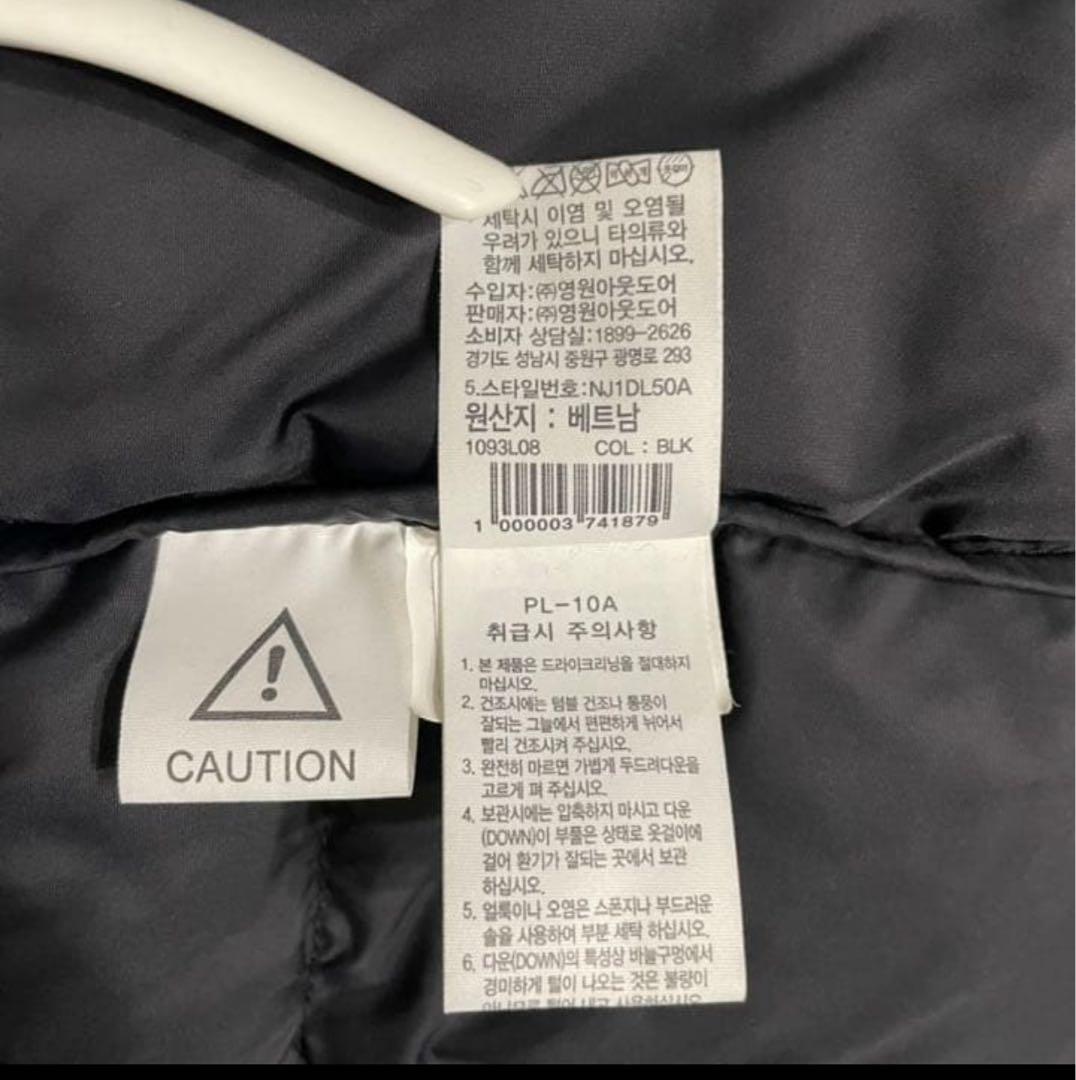 세탁시 이염 및 오염될
우려가 있으니 타의류와
함께 세탁하지 마십시오.
수입자:㈜영원아웃도어
판매자:㈜영원아웃도어
소비자 상담실:1899-2626
경기도 성남시 중원구 광명로 293
5.스타일번호:NJ1DL50A
원산지 : 베트남
1093L08 COL : BLK
1 000003 741879
CAUTION
PL-10A
취급시 주의사항
1. 본 제품은 드라이크리닝을 절대하지
마십시오.
2. 건조시에는 텀블 건조나 통풍이
잘되는 그늘에서 편편하게 뉘어서
빨리 건조시켜 주십시오.
3. 완전히 마르면 가볍게 두드려다운을
고르게 펴 주십시오.
4. 보관시에는 압축하지 마시고 다운
(DOWN)이 부풀은 상태로 옷걸이에
걸어 환기가 잘되는 곳에서 보관
하십시오.
5. 얼룩이나 오염은 스폰지나 부드러운
솔을 사용하여 부분 세탁 하십시오.
6. 다운(DOWN)의 특성상 바늘구멍에서
경미하게 털이 나오는 것은 불량이